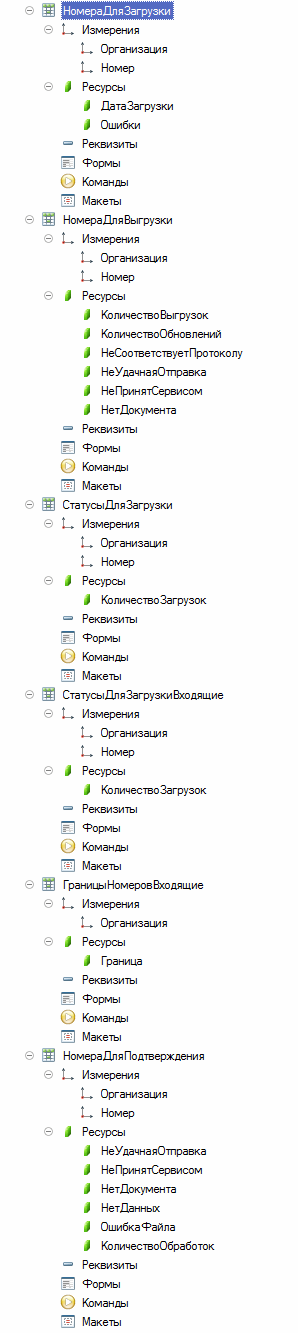 НомераДляЗагрузки
Измерения
Организация
Номер
Ресурсы
ДатаЗагрузки
Ошибки
Реквизиты
Формы
Команды
Макеты
НомераДляВыгрузки
Измерения
Организация
Номер
Ресурсы
КоличествоВыгрузок
КоличествоОбновлений
НеСоответствуетПротоколу
НеУдачнаяОтправка
НеПринятСервисом
НетДокумента
Реквизиты
Формы
Команды
Макеты
СтатусыДляЗагрузки
Измерения
Организация
Номер
Ресурсы
КоличествоЗагрузок
Реквизиты
Формы
Команды
Макеты
СтатусыДляЗагрузкиВходящие
Измерения
Организация
Номер
Ресурсы
КоличествоЗагрузок
Реквизиты
Формы
Команды
Макеты
ГраницыНомеровВходящие
Измерения
Организация
Ресурсы
Граница
Реквизиты
Формы
Команды
Макеты
НомераДляПодтверждения
Измерения
Организация
Номер
Ресурсы
НеУдачнаяОтправка
НеПринятСервисом
НетДокумента
НетДанных
ОшибкаФайла
КоличествоОбработок
Реквизиты
Формы
Команды
Макеты